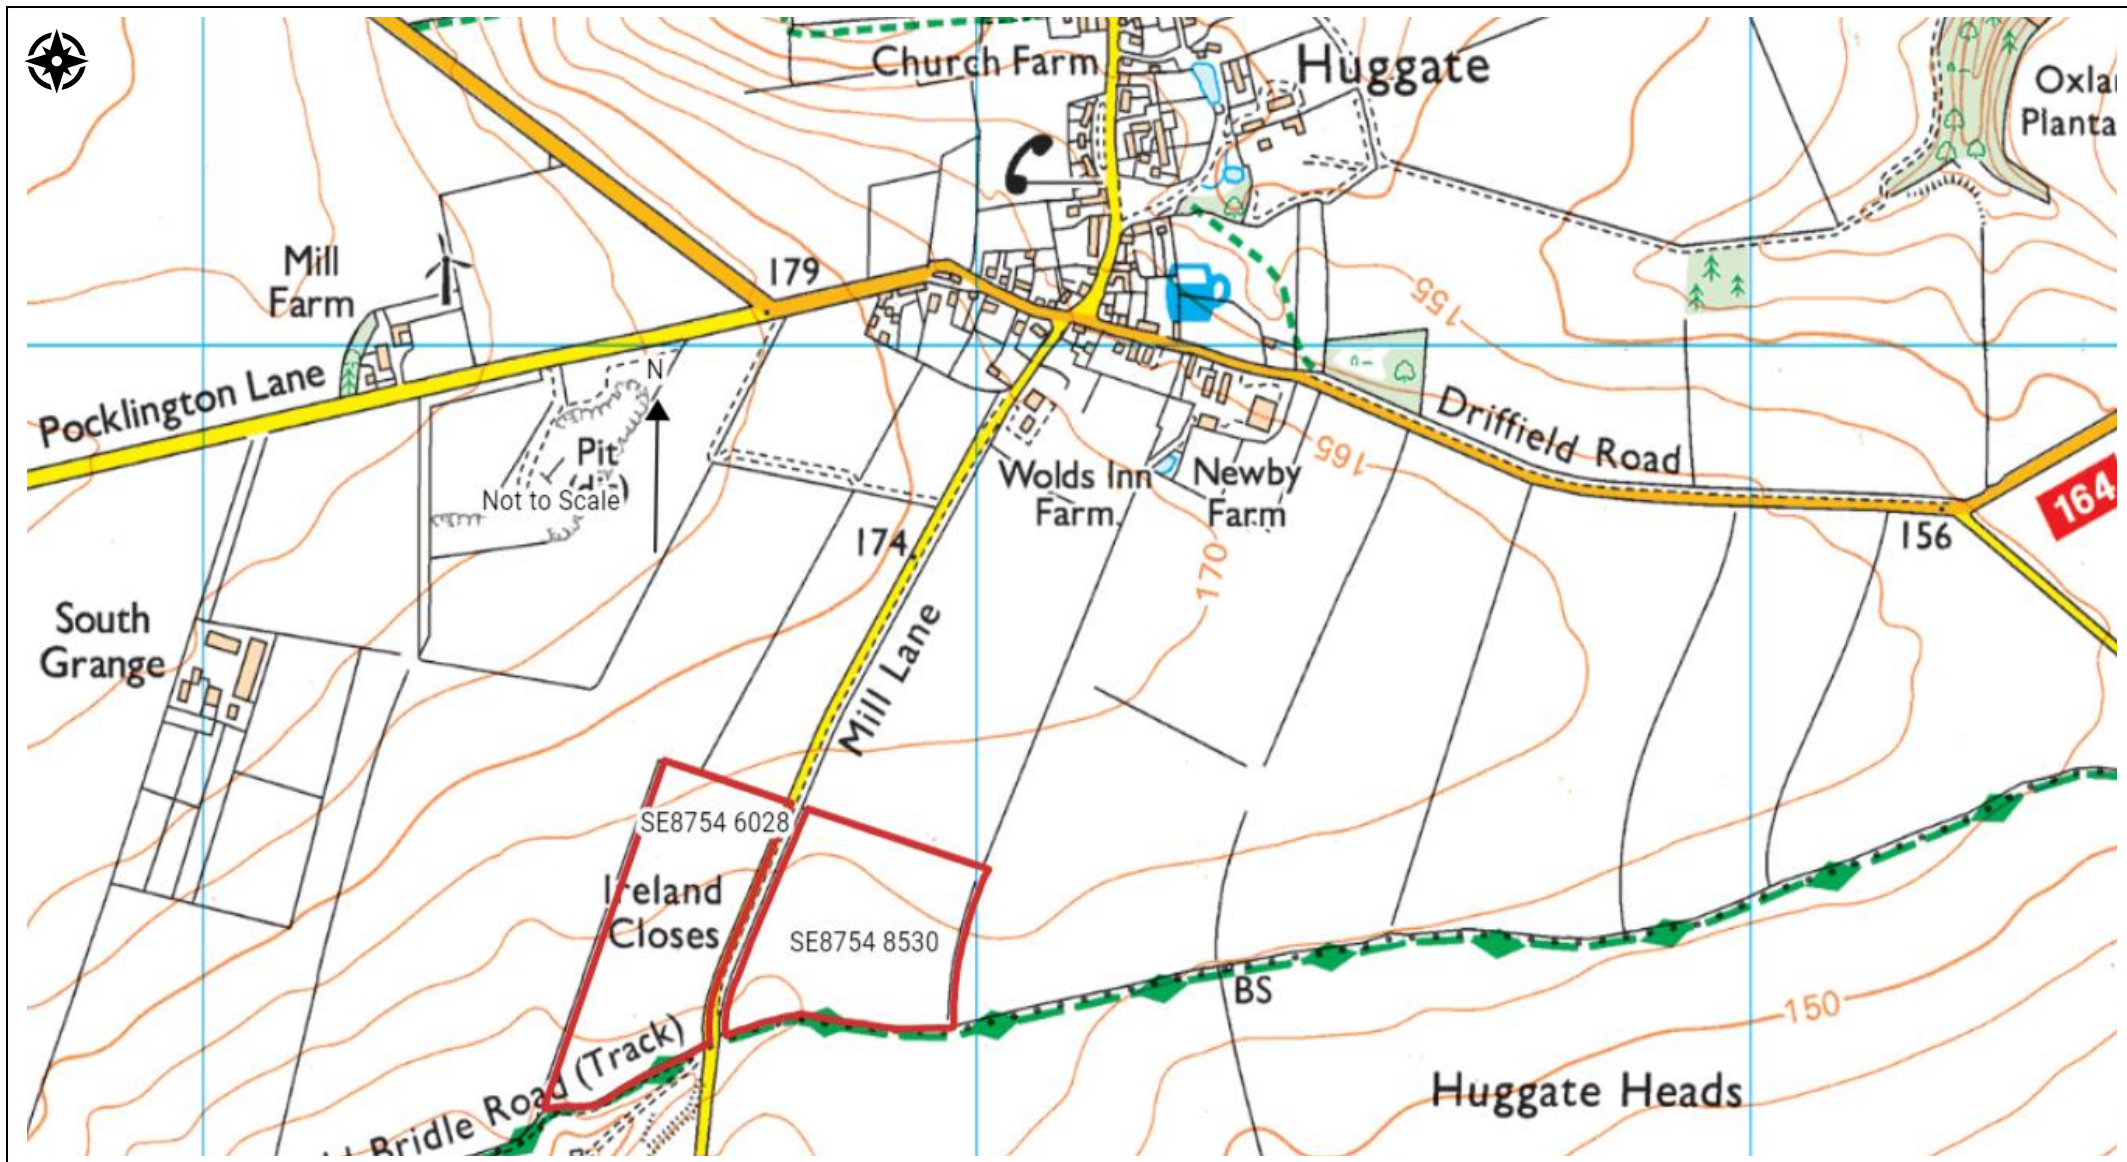 Church Farm
Huggate
Oxla
Planta
Mill
Farm
179
155
Pocklington Lane
N
Pit
Not to Scale
Driffield Road
165
Wolds Inn
Farm
Newby
Farm
164
174
156
170
South
Grange
Mill Lane
SE8754 6028
Ireland
Closes
SE8754 8530
BS
150
Bridle Road (Track)
Huggate Heads